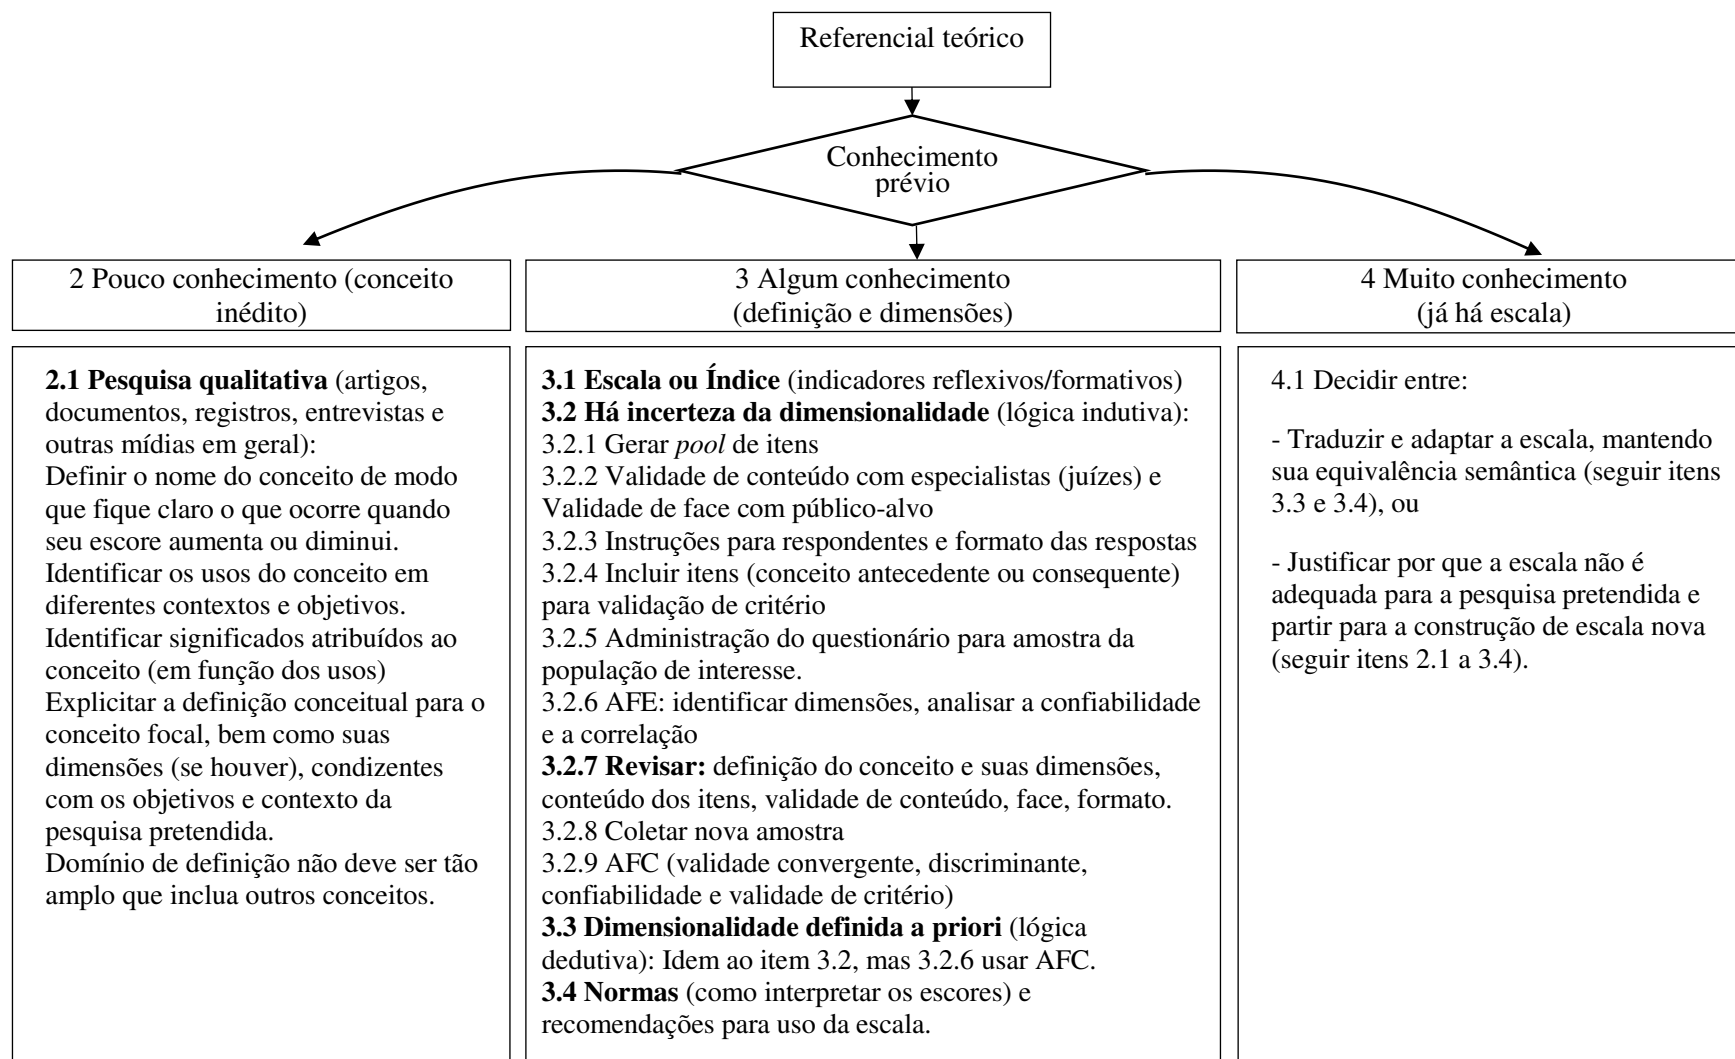 Referencial teórico
Conhecimento
prévio
2 Pouco conhecimento (conceito
inédito)
3 Algum conhecimento
(definição e dimensões)
4 Muito conhecimento
(já há escala)
2.1 Pesquisa qualitativa (artigos,
documentos, registros, entrevistas e
outras mídias em geral):
Definir o nome do conceito de modo
que fique claro o que ocorre quando
seu escore aumenta ou diminui.
Identificar os usos do conceito em
diferentes contextos e objetivos.
Identificar significados atribuídos ao
conceito (em função dos usos)
Explicitar a definição conceitual para o
conceito focal, bem como suas
dimensões (se houver), condizentes
com os objetivos e contexto da
pesquisa pretendida.
Domínio de definição não deve ser tão
amplo que inclua outros conceitos.
3.1 Escala ou Índice (indicadores reflexivos/formativos)
3.2 Há incerteza da dimensionalidade (lógica indutiva):
3.2.1 Gerar pool de itens
3.2.2 Validade de conteúdo com especialistas (juízes) e
Validade de face com público-alvo
3.2.3 Instruções para respondentes e formato das respostas
3.2.4 Incluir itens (conceito antecedente ou consequente)
para validação de critério
3.2.5 Administração do questionário para amostra da
população de interesse.
3.2.6 AFE: identificar dimensões, analisar a confiabilidade
e a correlação
3.2.7 Revisar: definição do conceito e suas dimensões,
conteúdo dos itens, validade de conteúdo, face, formato.
3.2.8 Coletar nova amostra
3.2.9 AFC (validade convergente, discriminante,
confiabilidade e validade de critério)
3.3 Dimensionalidade definida a priori (lógica
dedutiva): Idem ao item 3.2, mas 3.2.6 usar AFC.
3.4 Normas (como interpretar os escores) e
recomendações para uso da escala.
4.1 Decidir entre:
- Traduzir e adaptar a escala, mantendo
sua equivalência semântica (seguir itens
3.3 e 3.4), ou
- Justificar por que a escala não é
adequada para a pesquisa pretendida e
partir para a construção de escala nova
(seguir itens 2.1 a 3.4).